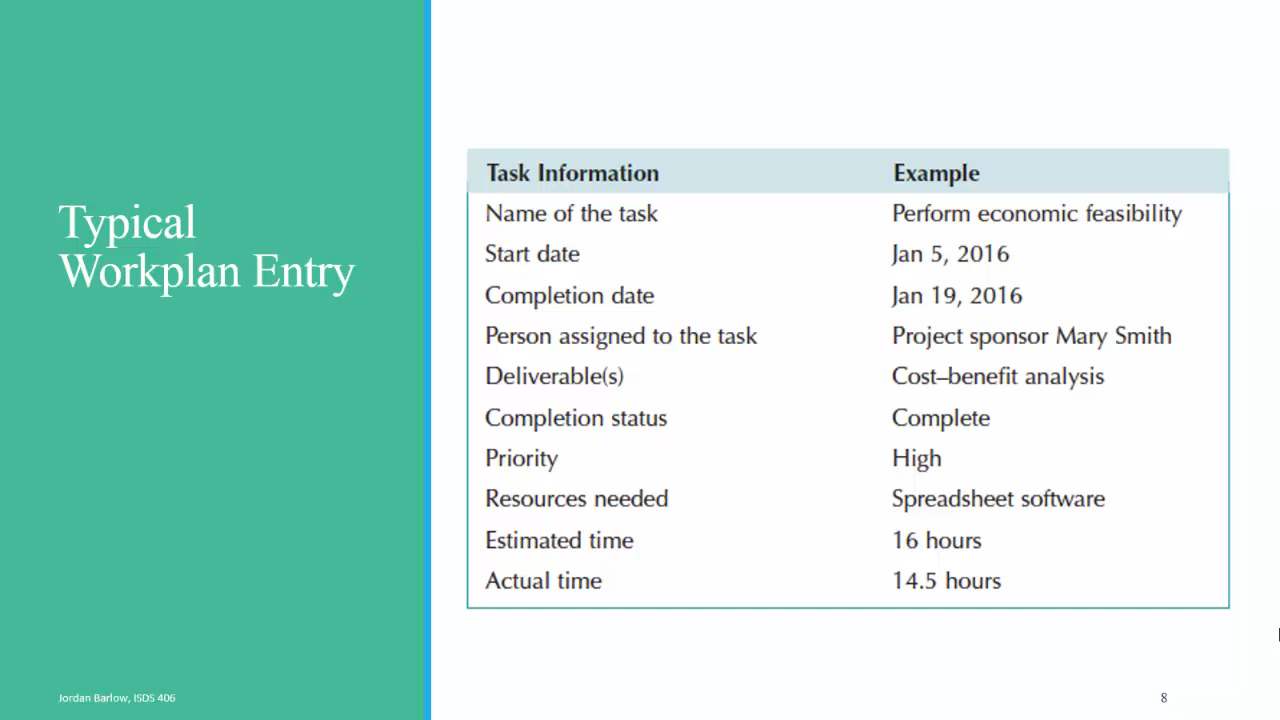 Typical
Workplan Entry
Task Information Example
Name of the task Perform economic feasibility
Start date Jan 5, 2016
Completion date Jan 19, 2016
Person assigned to the task Project sponsor Mary Smith
Deliverable(s) Cost–benefit analysis
Completion status Complete
Priority High
Resources needed Spreadsheet software
Estimated time 16 hours
Actual time 14.5 hours
Jordan Barlow, ISDS 406
8